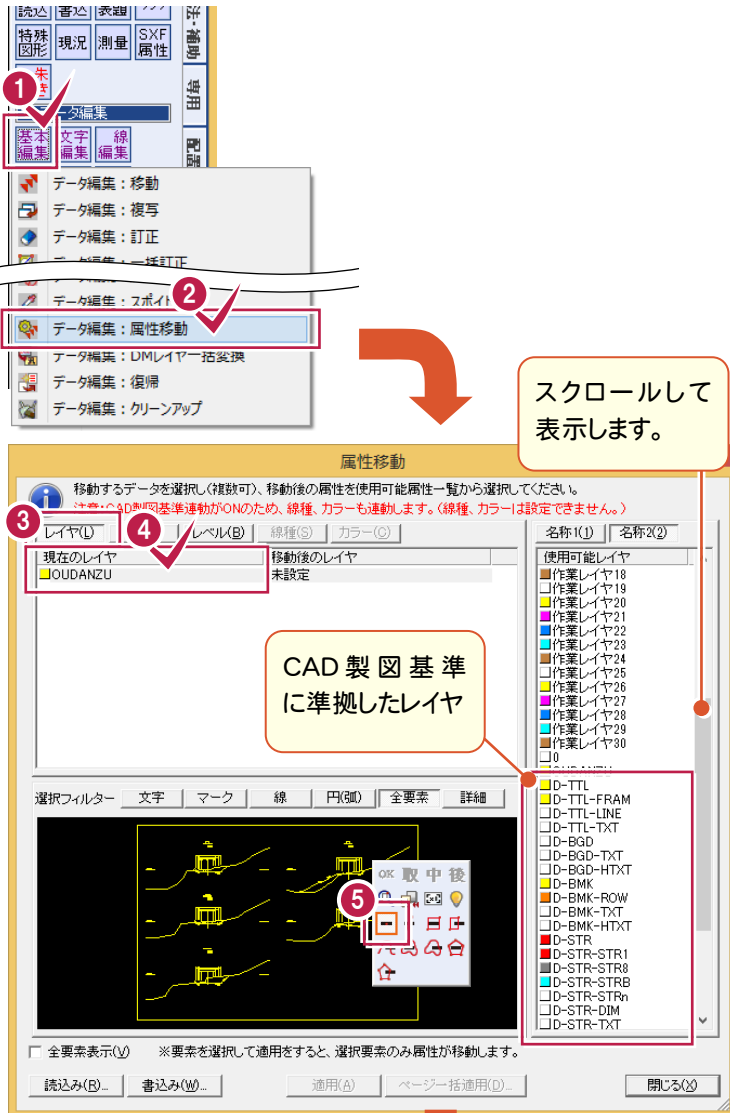 読込 書込 表題
特殊図形 現況 測量 SXF属性
法・補助
専用
配置
1
データ編集
基本編集 文字編集 線編集
データ編集：移動
データ編集：複写
データ編集：訂正
データ編集：一括訂正
データ編集：スポイト
2
データ編集：属性移動
データ編集：DMレイヤ一括変換
データ編集：復帰
データ編集：クリーンアップ
スクロールして
表示します。
属性移動
移動するデータを選択し(複数可)、移動後の属性を使用可能属性一覧から選択してください。
注意：CAD製図基準連動がONのため、線種、カラーも連動します。(線種、カラーは設定できません。)
3
4
レイヤ(L) レベル(B) 線種(S) カラー(C) 名称1(1) 名称2(2)
現在のレイヤ 移動後のレイヤ 使用可能レイヤ
OUDANZU 未設定
作業レイヤ18
作業レイヤ19
作業レイヤ20
作業レイヤ21
作業レイヤ22
作業レイヤ23
作業レイヤ24
作業レイヤ25
作業レイヤ26
作業レイヤ27
作業レイヤ28
作業レイヤ29
作業レイヤ30
0
OUDANZU
D-TTL
D-TTL-FRAM
D-TTL-LINE
D-TTL-TXT
D-BGD
D-BGD-TXT
D-BGD-HTXT
D-BMK
D-BMK-ROW
D-BMK-TXT
D-BMK-HTXT
D-STR
D-STR-STR1
D-STR-STR8
D-STR-STRB
D-STR-STRn
D-STR-DIM
D-STR-TXT
CAD製図基準
に準拠したレイヤ
選択フィルター 文字 マーク 線 円(弧) 全要素 詳細
OK 取 中 後
5
全要素表示(V) ※要素を選択して適用をすると、選択要素のみ属性が移動します。
読込み(R)... 書込み(W)... 適用(A) ページ一括適用(D)... 閉じる(X)